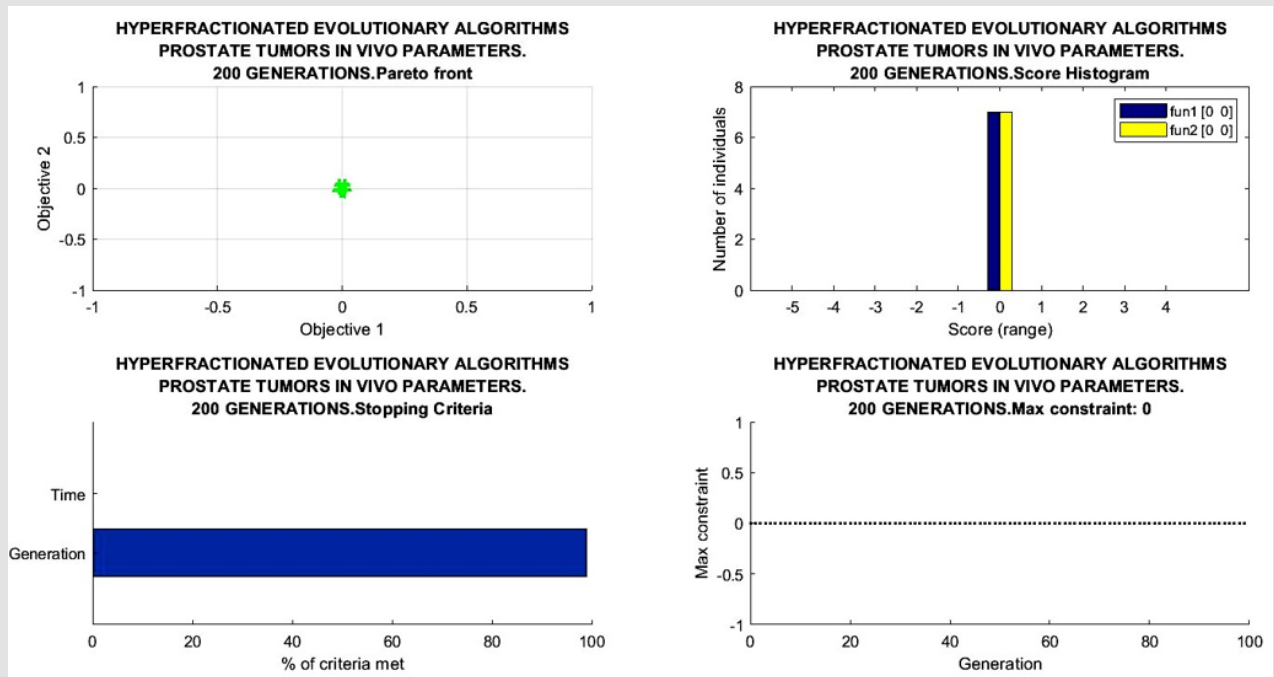 HYPERFRACTIONATED EVOLUTIONARY ALGORITHMS
PROSTATE TUMORS IN VIVO PARAMETERS.
200 GENERATIONS.Pareto front
1
0.5
0
-0.5
-1
Objective 2
-1
-0.5
0
0.5
1
Objective 1
HYPERFRACTIONATED EVOLUTIONARY ALGORITHMS
PROSTATE TUMORS IN VIVO PARAMETERS.
200 GENERATIONS.Score Histogram
8
6
4
2
0
Number of individuals
fun1 [0 0]
fun2 [0 0]
-5
-4
-3
-2
-1
0
1
2
3
4
Score (range)
HYPERFRACTIONATED EVOLUTIONARY ALGORITHMS
PROSTATE TUMORS IN VIVO PARAMETERS.
200 GENERATIONS.Stopping Criteria
Time
Generation
0
20
40
60
80
100
% of criteria met
HYPERFRACTIONATED EVOLUTIONARY ALGORITHMS
PROSTATE TUMORS IN VIVO PARAMETERS.
200 GENERATIONS.Max constraint: 0
1
0.5
0
-0.5
-1
Max constraint
0
20
40
60
80
100
Generation